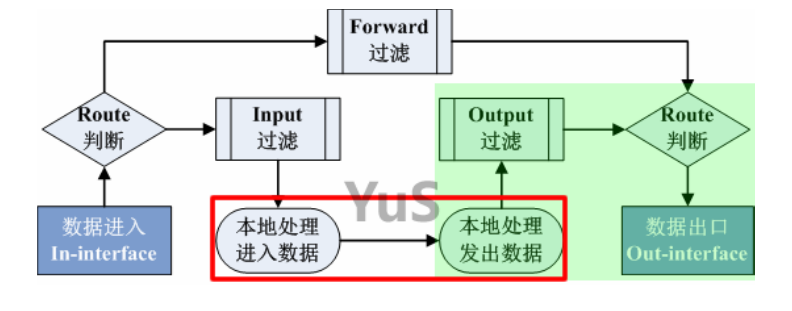 Forward
过滤
Route
判断
Input
过滤
Output
过滤
Route
判断
YuS
数据进入
In-interface
本地处理
进入数据
本地处理
发出数据
数据出口
Out-interface